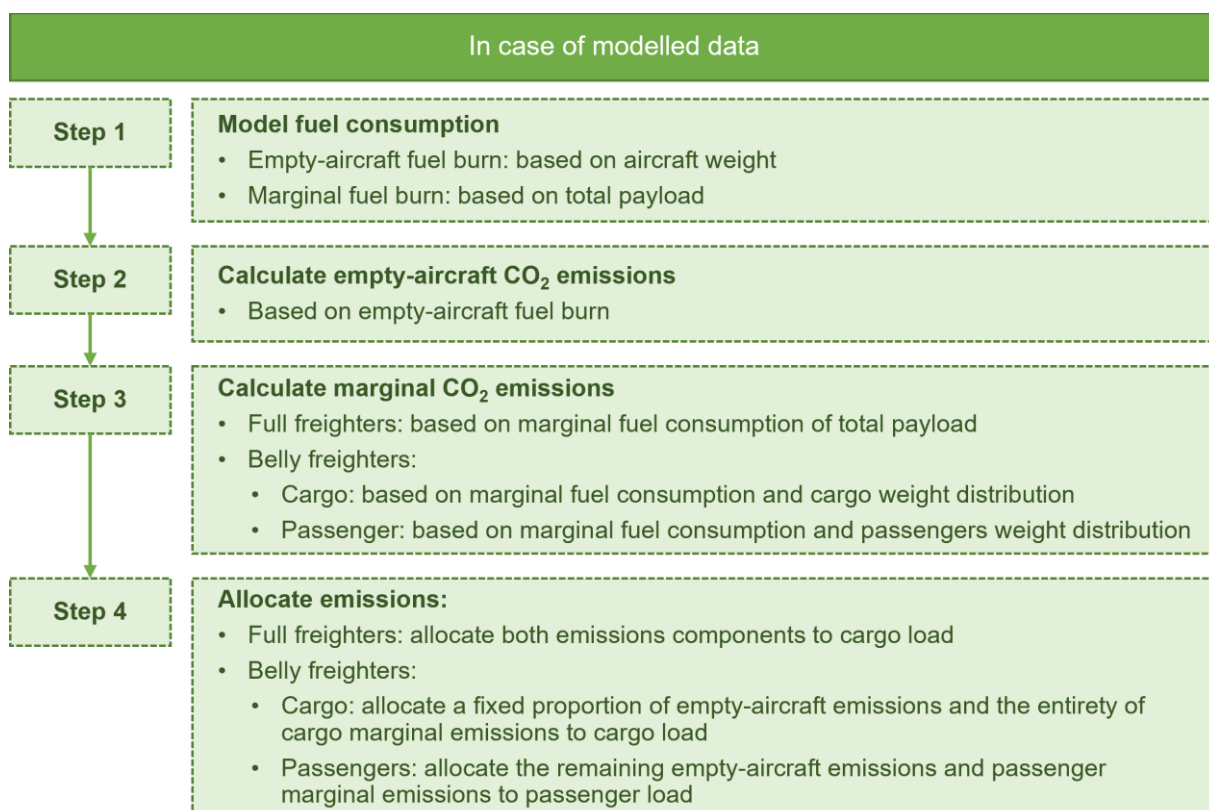 In case of modelled data
Step 1
Model fuel consumption
• Empty-aircraft fuel burn: based on aircraft weight
• Marginal fuel burn: based on total payload
Step 2
Calculate empty-aircraft CO₂ emissions
• Based on empty-aircraft fuel burn
Step 3
Calculate marginal CO₂ emissions
• Full freighters: based on marginal fuel consumption of total payload
• Belly freighters:
• Cargo: based on marginal fuel consumption and cargo weight distribution
• Passenger: based on marginal fuel consumption and passengers weight distribution
Step 4
Allocate emissions:
• Full freighters: allocate both emissions components to cargo load
• Belly freighters:
• Cargo: allocate a fixed proportion of empty-aircraft emissions and the entirety of
cargo marginal emissions to cargo load
• Passengers: allocate the remaining empty-aircraft emissions and passenger
marginal emissions to passenger load